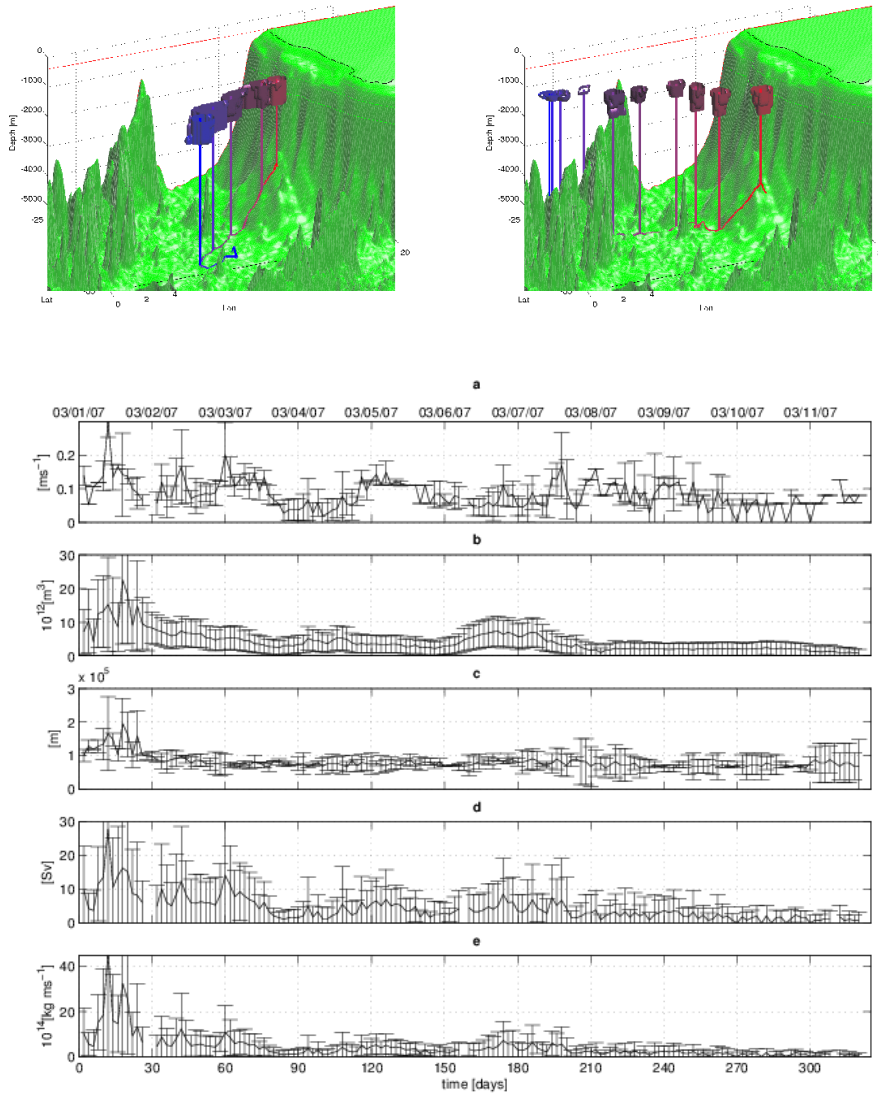 0.
-1000
-2000
Depth [m]
-3000
-4000
-5000
-25
20
Lat
0
2
4
Lon
0.
-1000
-2000
Depth [m]
-3000
-4000
-5000
-25
Lat
0
2
4
Lon
a
03/01/07 03/02/07 03/03/07 03/04/07 03/05/07 03/06/07 03/07/07 03/08/07 03/09/07 03/10/07 03/11/07
[ms⁻¹]
0.2
0.1
0
b
10¹²[m³]
30
20
10
0
x 10⁵
c
[m]
3
2
1
0
d
[Sv]
30
20
10
0
e
10¹⁴[kg ms⁻¹]
40
20
0
0 30 60 90 120 150 180 210 240 270 300
time [days]